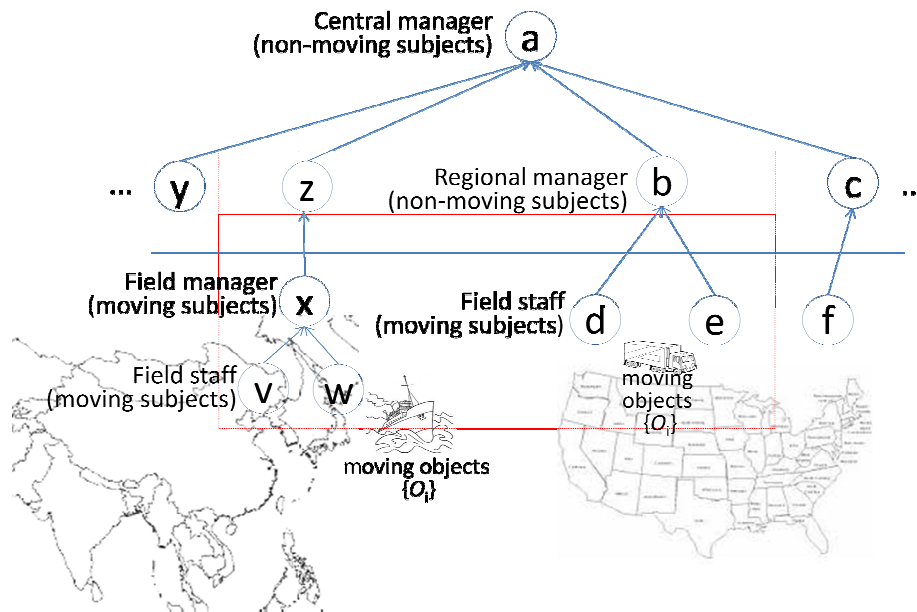 Central manager
(non-moving subjects)
a
...
y
z
Regional manager
(non-moving subjects)
b
c
..
Field manager
(moving subjects)
x
Field staff
(moving subjects)
d
e
f
Field staff
(moving subjects)
v
w
moving
objects
{Oi}
moving objects
{Oi}